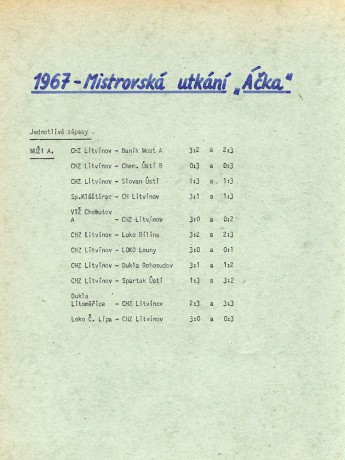 1967 - Mistrovská utkání „Áčka"
Jednotlivé zápasy.
MUŽI A. CHZ Litvínov - Baník Most A 3:2 a 2:3
CHZ Litvínov - Chem. Ústí B 0:3 a 0:3
CHZ Litvínov - Slovan Ústí 1:3 a 1:3
Sp.Klášterec- CH Litvínov 3:1 a 1:3
VTŽ Chomutov
A - CHZ Litvínov 3:0 a 0:2
CHZ Litvínov - Loko Bílina 3:2 a 2:3
CHZ Litvínov - LOKO Louny 3:0 a 0:1
CHZ Litvínov - Dukla Bohosudov 3:1 a 1:2
CHZ Litvínov - Spartak Ústí 1:3 a 3:2
Dukla
Litoměřice - CHZ Litvínov 2:3 a 3:3
Loko Č. Lípa - CHZ Litvínov 3:0 a 0:3